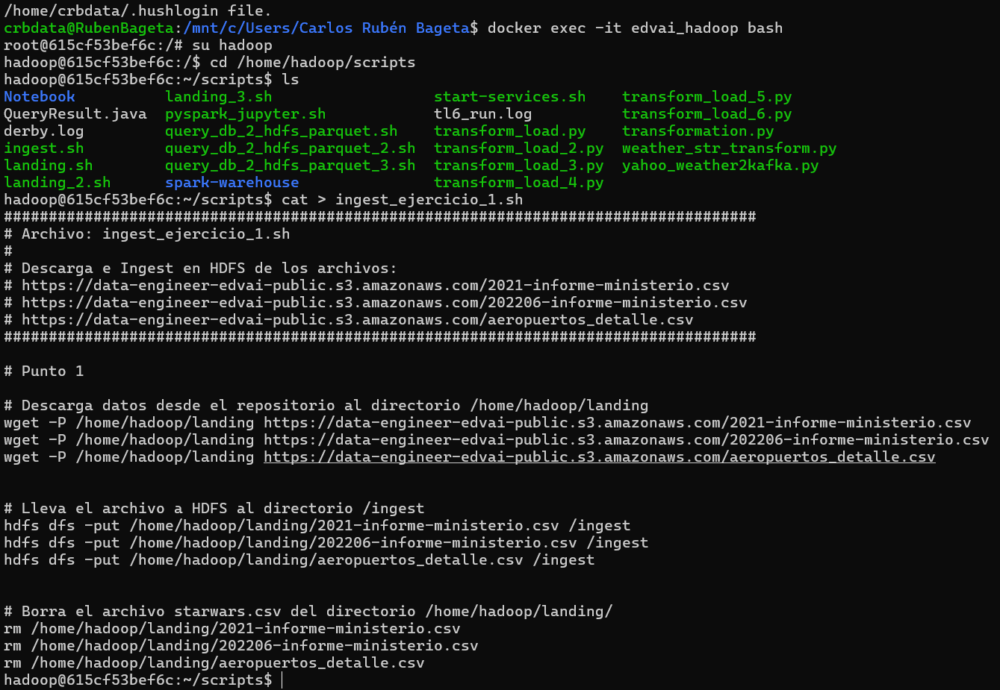 /home/crbdata/.hushlogin file.
crbdata@RubenBageta:/mnt/c/Users/Carlos Rubén Bageta$ docker exec -it edvai_hadoop bash
root@615cf53bef6c:/# su hadoop
hadoop@615cf53bef6c:/$ cd /home/hadoop/scripts
hadoop@615cf53bef6c:~/scripts$ ls
Notebook          landing_3.sh                  start-services.sh    transform_load_5.py
QueryResult.java  pyspark_jupyter.sh            tl6_run.log          transform_load_6.py
derby.log         query_db_2_hdfs_parquet.sh    transform_load.py    transformation.py
ingest.sh         query_db_2_hdfs_parquet_2.sh  transform_load_2.py  weather_str_transform.py
landing.sh        query_db_2_hdfs_parquet_3.sh  transform_load_3.py  yahoo_weather2kafka.py
landing_2.sh      spark-warehouse               transform_load_4.py
hadoop@615cf53bef6c:~/scripts$ cat > ingest_ejercicio_1.sh
####################################################################################
# Archivo: ingest_ejercicio_1.sh
#
# Descarga e Ingest en HDFS de los archivos:
# https://data-engineer-edvai-public.s3.amazonaws.com/2021-informe-ministerio.csv
# https://data-engineer-edvai-public.s3.amazonaws.com/202206-informe-ministerio.csv
# https://data-engineer-edvai-public.s3.amazonaws.com/aeropuertos_detalle.csv
####################################################################################
# Punto 1
# Descarga datos desde el repositorio al directorio /home/hadoop/landing
wget -P /home/hadoop/landing https://data-engineer-edvai-public.s3.amazonaws.com/2021-informe-ministerio.csv
wget -P /home/hadoop/landing https://data-engineer-edvai-public.s3.amazonaws.com/202206-informe-ministerio.csv
wget -P /home/hadoop/landing https://data-engineer-edvai-public.s3.amazonaws.com/aeropuertos_detalle.csv
# Lleva el archivo a HDFS al directorio /ingest
hdfs dfs -put /home/hadoop/landing/2021-informe-ministerio.csv /ingest
hdfs dfs -put /home/hadoop/landing/202206-informe-ministerio.csv /ingest
hdfs dfs -put /home/hadoop/landing/aeropuertos_detalle.csv /ingest
# Borra el archivo starwars.csv del directorio /home/hadoop/landing/
rm /home/hadoop/landing/2021-informe-ministerio.csv
rm /home/hadoop/landing/202206-informe-ministerio.csv
rm /home/hadoop/landing/aeropuertos_detalle.csv
hadoop@615cf53bef6c:~/scripts$